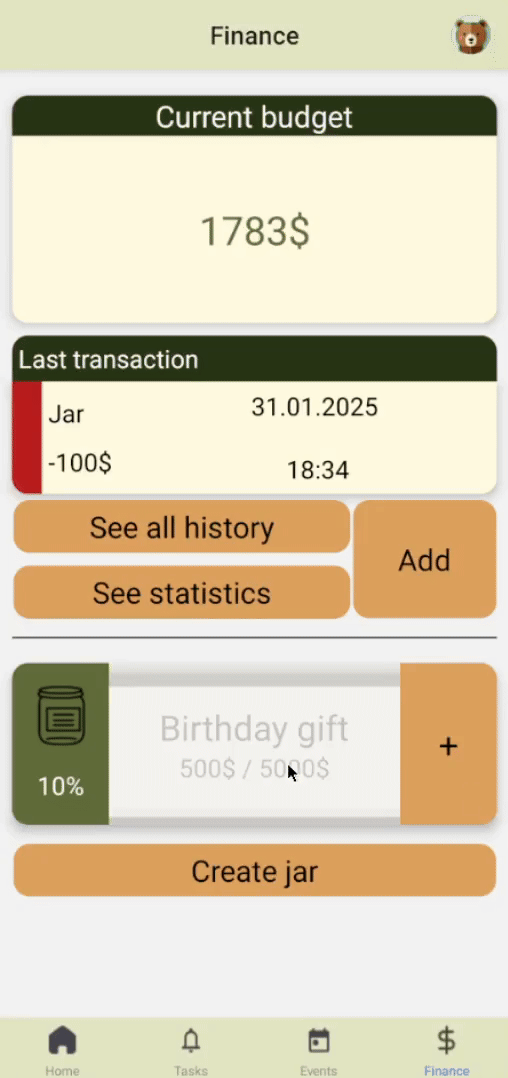 Finance
Current budget
1783$
Last transaction
Jar
31.01.2025
-100$
18:34
See all history
See statistics
Add
Birthday gift
500$ / 5000$
10%
+
Create jar
Home
Tasks
Events
Finance